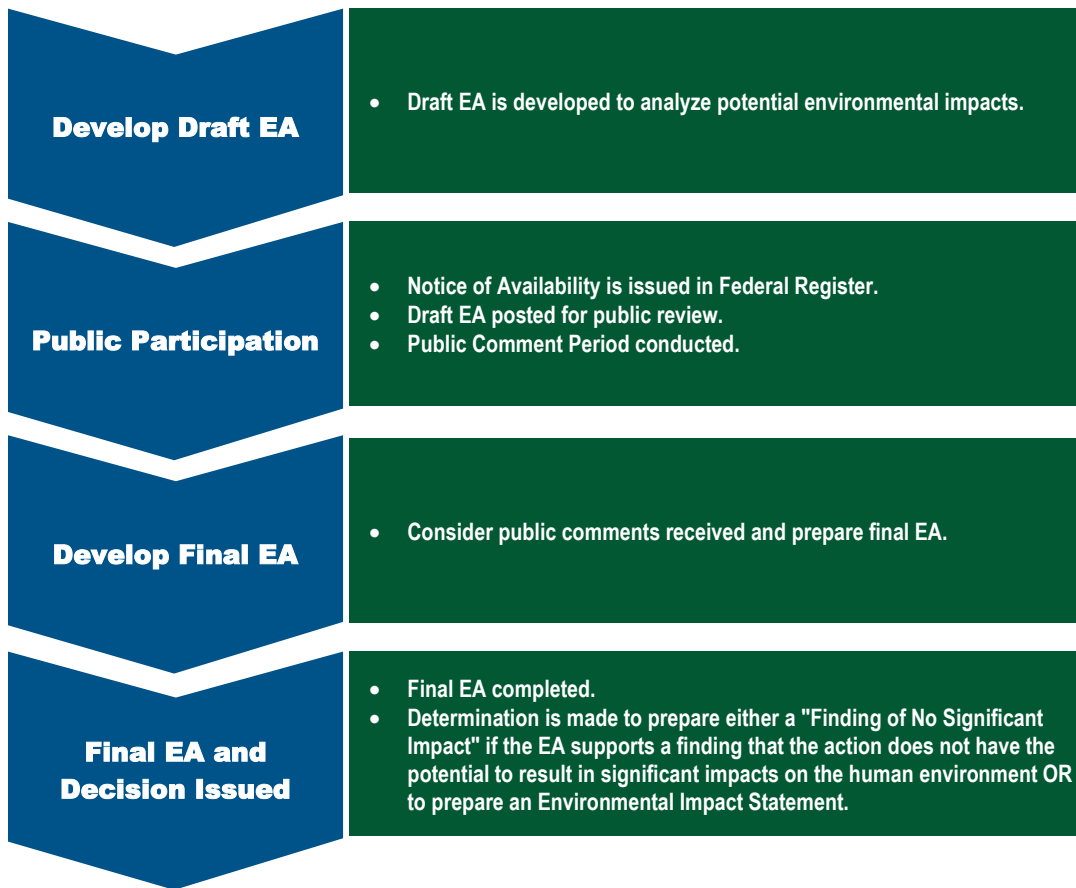 Develop Draft EA
• Draft EA is developed to analyze potential environmental impacts.
Public Participation
• Notice of Availability is issued in Federal Register.
• Draft EA posted for public review.
• Public Comment Period conducted.
Develop Final EA
• Consider public comments received and prepare final EA.
Final EA and
Decision Issued
• Final EA completed.
• Determination is made to prepare either a "Finding of No Significant
Impact" if the EA supports a finding that the action does not have the
potential to result in significant impacts on the human environment OR
to prepare an Environmental Impact Statement.